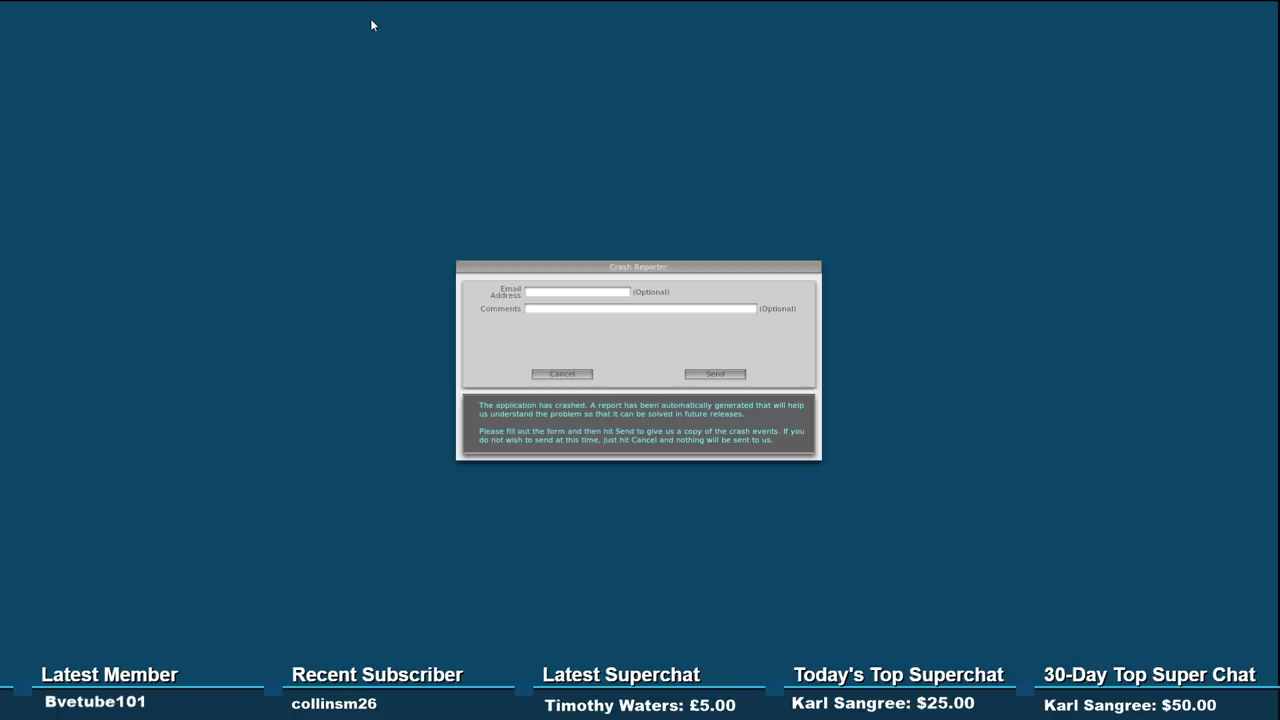 Crash Reporter
Email
Address
(Optional)
Comments
(Optional)
Cancel
Send
The application has crashed. A report has been automatically generated that will help
us understand the problem so that it can be solved in future releases.
Please fill out the form and then hit Send to give us a copy of the crash events. If you
do not wish to send at this time, just hit Cancel and nothing will be sent to us.
Latest Member
Recent Subscriber
Latest Superchat
Today's Top Superchat
30-Day Top Super Chat
Bvetube101
collinsm26
Timothy Waters: £5.00
Karl Sangree: $25.00
Karl Sangree: $50.00